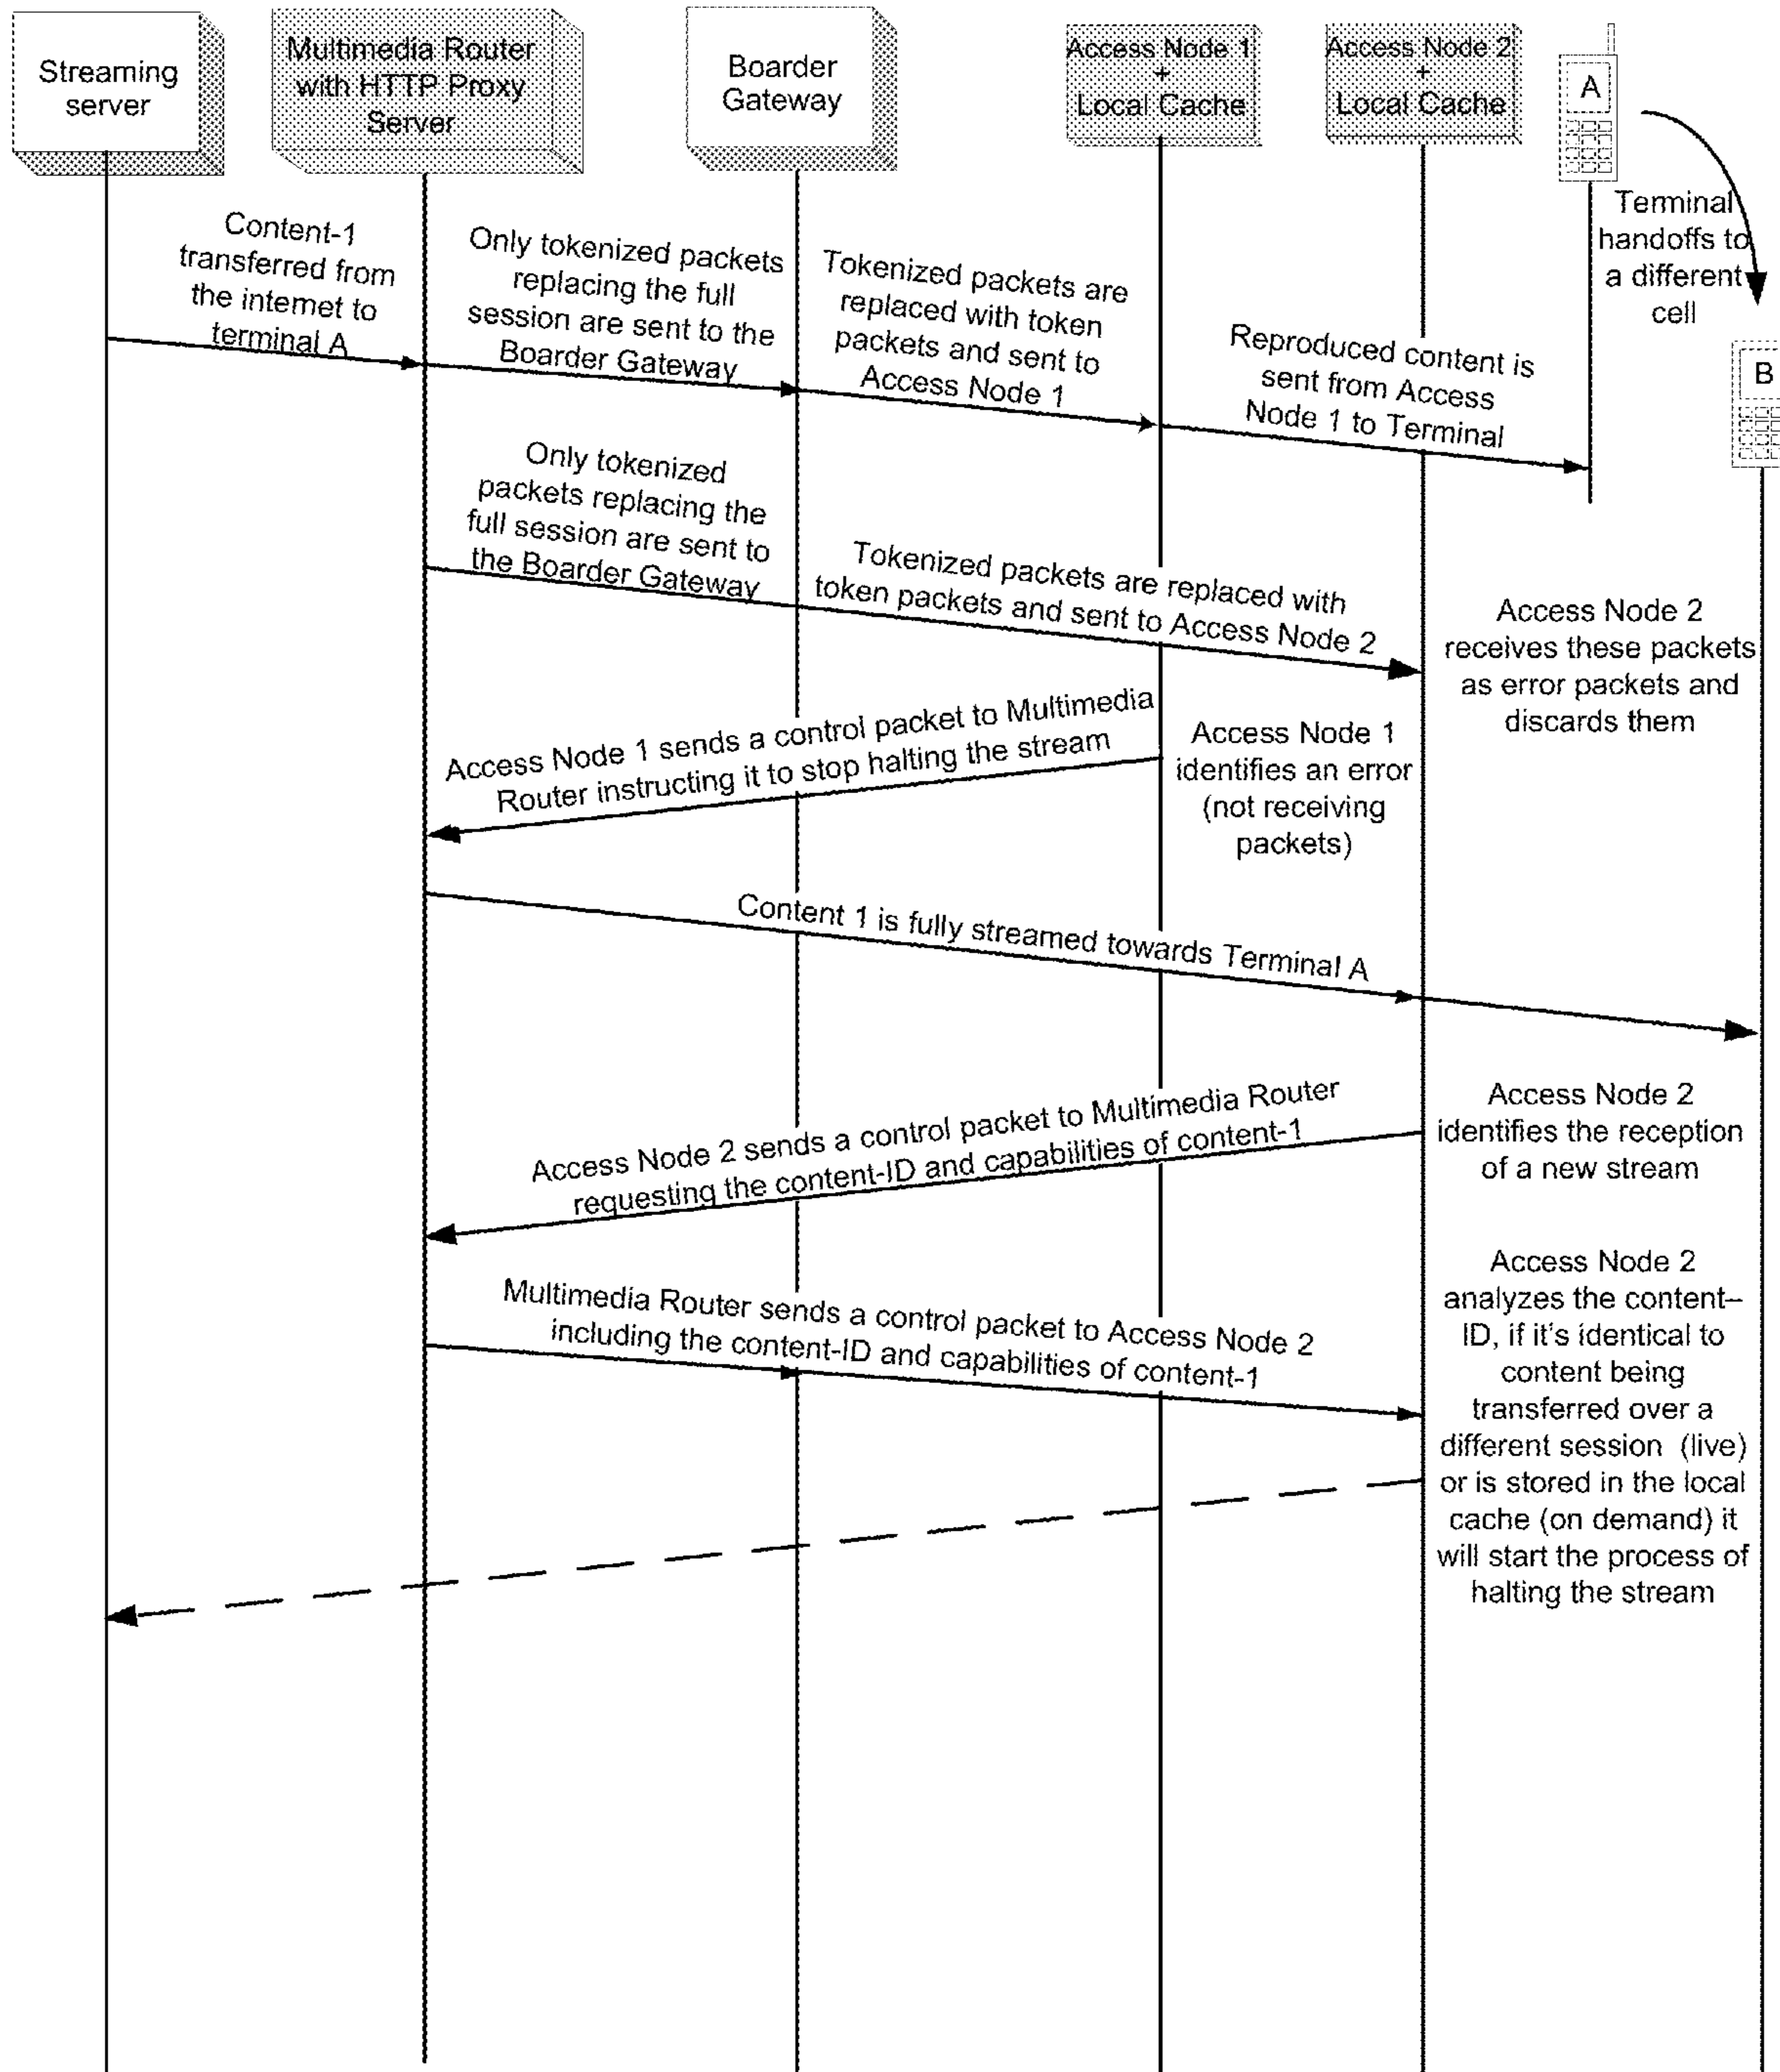 Streaming
server
Multimedia Router
with HTTP Proxy
Server
Boarder
Gateway
Access Node 1
+
Local Cache
Access Node 2
+
Local Cache
A
Terminal
handoffs to
a different
cell
B
Content-1
transferred from
the internet to
terminal A
Only tokenized packets
replacing the full
session are sent to the
Boarder Gateway
Tokenized packets are
replaced with token
packets and sent to
Access Node 1
Reproduced content is
sent from Access
Node 1 to Terminal
Only tokenized
packets replacing the
full session are sent to
the Boarder Gateway
Tokenized packets are replaced with
token packets and sent to Access Node 2
Access Node 2
receives these packets
as error packets and
discards them
Access Node 1 sends a control packet to Multimedia
Router instructing it to stop halting the stream
Access Node 1
identifies an error
(not receiving
packets)
Content 1 is fully streamed towards Terminal A
Access Node 2 sends a control packet to Multimedia Router
requesting the content-ID and capabilities of content-1
Access Node 2
identifies the reception
of a new stream
Multimedia Router sends a control packet to Access Node 2
including the content-ID and capabilities of content-1
Access Node 2
analyzes the content–
ID, if it's identical to
content being
transferred over a
different session (live)
or is stored in the local
cache (on demand) it
will start the process of
halting the stream